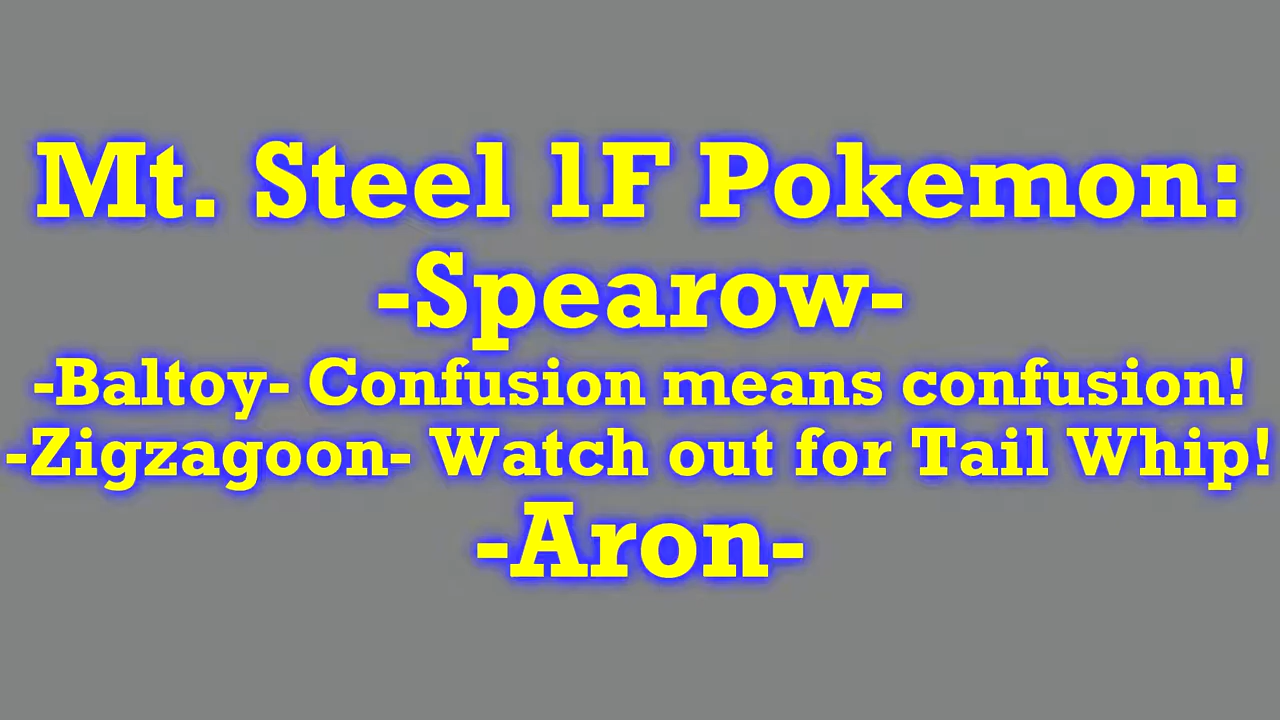 Mt. Steel 1F Pokemon:
-Spearow-
-Baltoy- Confusion means confusion!
-Zigzagoon- Watch out for Tail Whip!
-Aron-